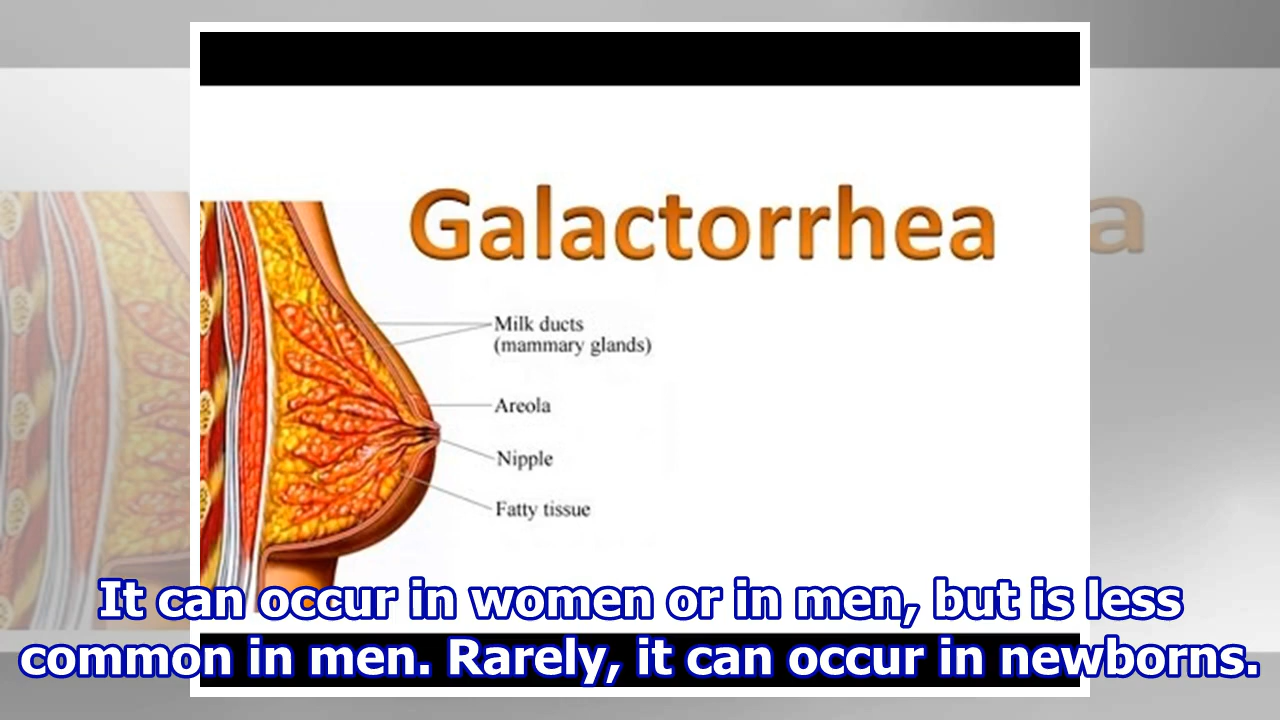 Galactorrhea
a
Milk ducts
(mammary glands)
Areola
Nipple
Fatty tissue
It can occur in women or in men, but is less
common in men. Rarely, it can occur in newborns.